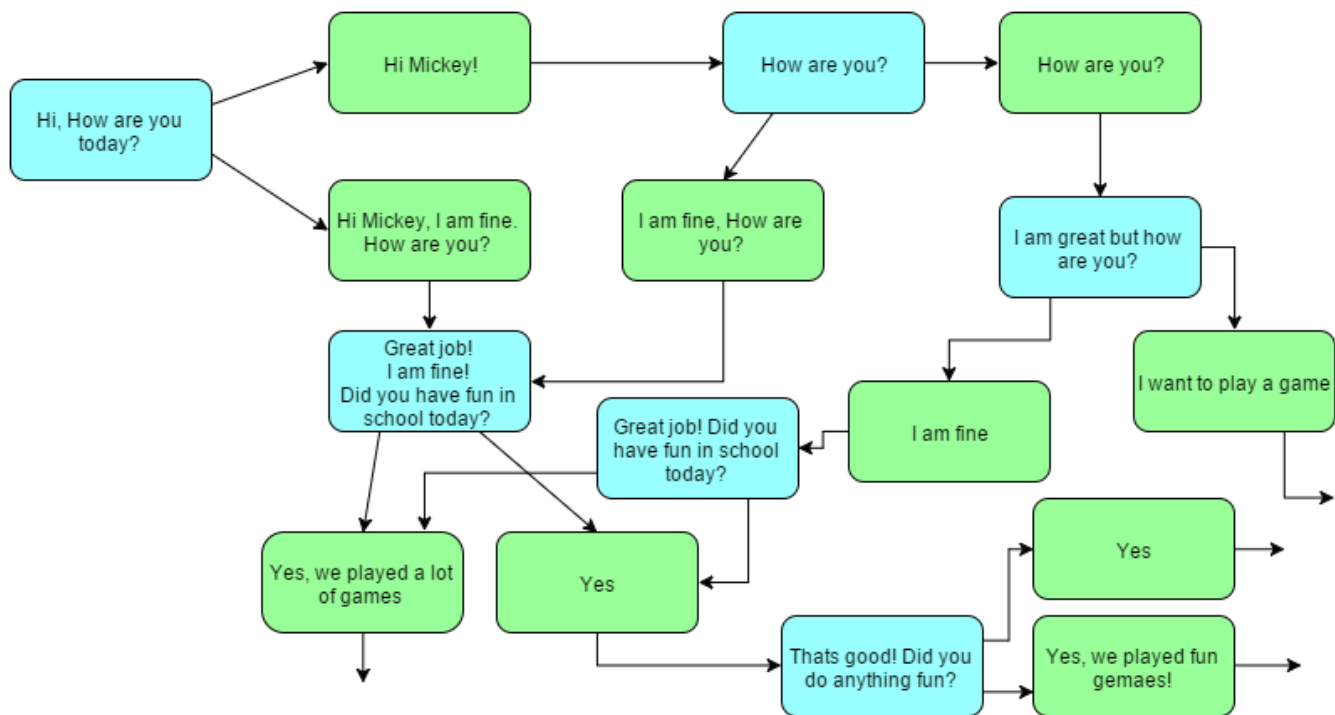 Hi Mickey!
How are you?
How are you?
Hi, How are you
today?
Hi Mickey, I am fine.
How are you?
I am fine, How are
you?
I am great but how
are you?
Great job!
I am fine!
Did you have fun in
school today?
I want to play a game
Great job! Did you
have fun in school
today?
I am fine
Yes, we played a lot
of games
Yes
Yes
Thats good! Did you
do anything fun?
Yes, we played fun
gemaes!